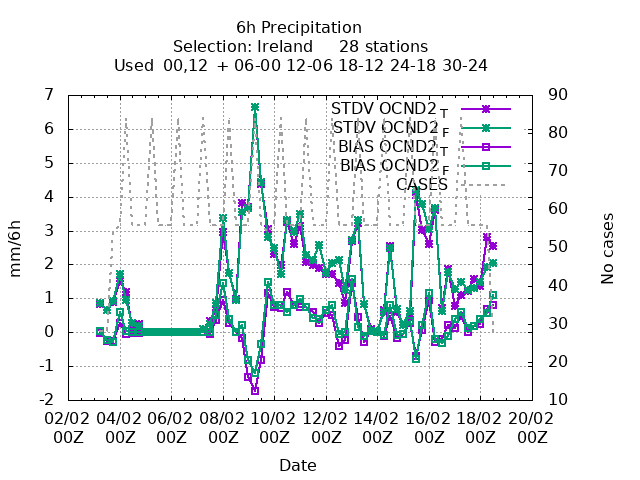 6h Precipitation
Selection: Ireland 28 stations
Used 00,12 + 06-00 12-06 18-12 24-18 30-24
7 90
STDV OCND2 T
6 80
STDV OCND2 F
BIAS OCND2 T
5 70
BIAS OCND2 F
CASES
4 60
3 50
2 40
1 30
0
-1 20
-2 10
mm/6h
No cases
02/02 04/02 06/02 08/02 10/02 12/02 14/02 16/02 18/02 20/02
00Z 00Z 00Z 00Z 00Z 00Z 00Z 00Z 00Z 00Z
Date